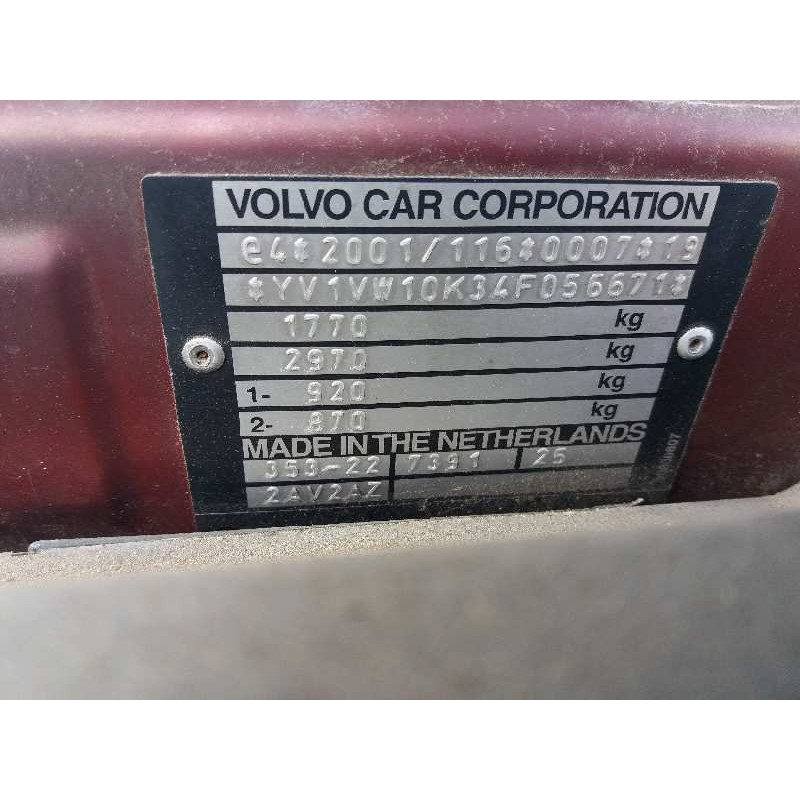 VOLVO CAR CORPORATION
e4*2001/116*0007*19
*YV1VW10K34F056671*
1770 kg
2970 kg
1- 920 kg
2- 870 kg
MADE IN THE NETHERLANDS
353-22 7391 25
2AV2AZ